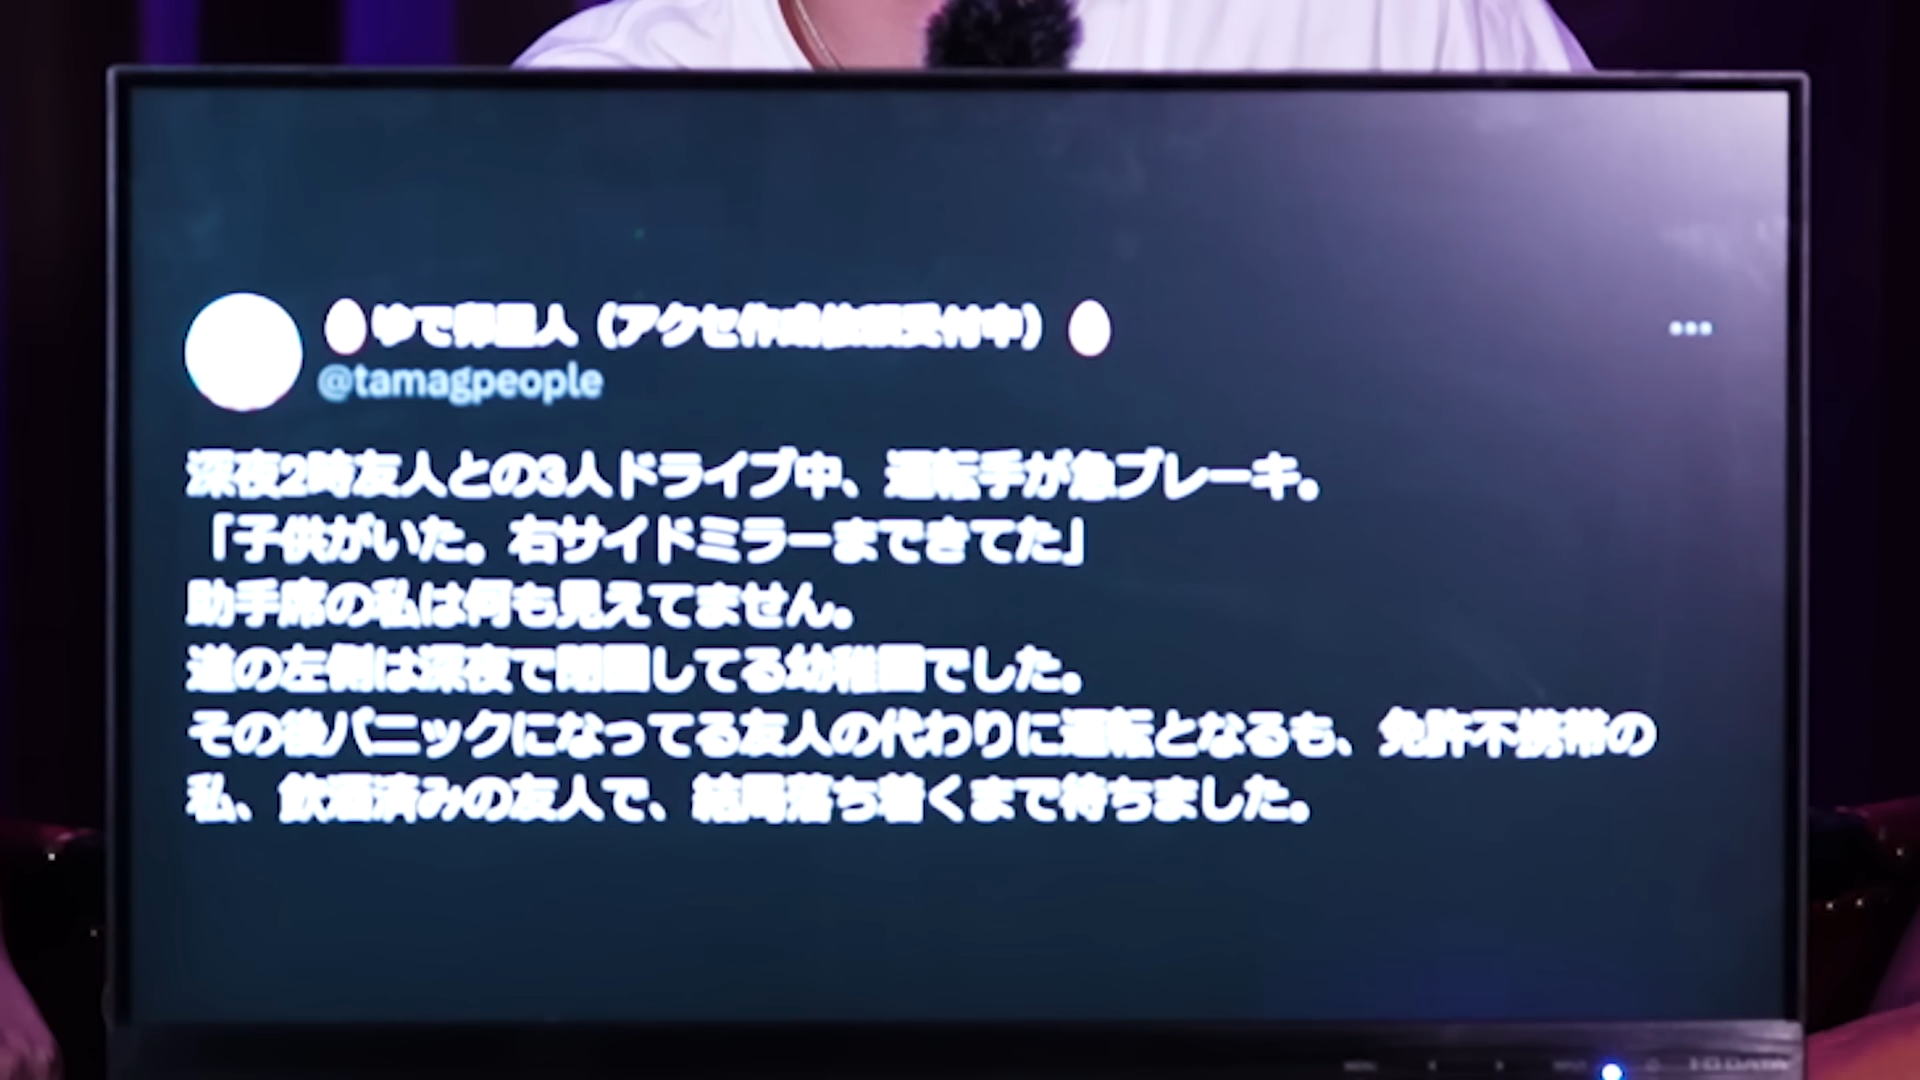 🥚ゆで卵星人（アクセ作成依頼受付中）🥚
@tamagpeople
深夜2時友人との3人ドライブ中、運転手が急ブレーキ。
「子供がいた。右サイドミラーまできてた」
助手席の私は何も見えてません。
道の左側は深夜で閉園してる幼稚園でした。
その後パニックになってる友人の代わりに運転となるも、免許不携帯の
私、飲酒済みの友人で、結局落ち着くまで待ちました。
MENU INPUT I-O DATA